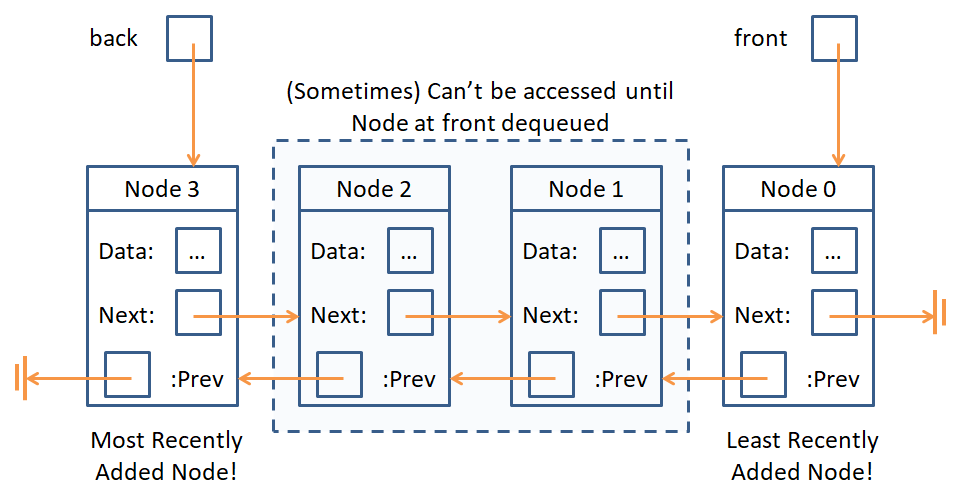 back
front
(Sometimes) Can't be accessed until
Node at front dequeued
Node 3
Data:
...
Next:
:Prev
Most Recently
Added Node!
Node 2
Data:
...
Next:
:Prev
Node 1
Data:
...
Next:
:Prev
Node 0
Data:
...
Next:
:Prev
Least Recently
Added Node!